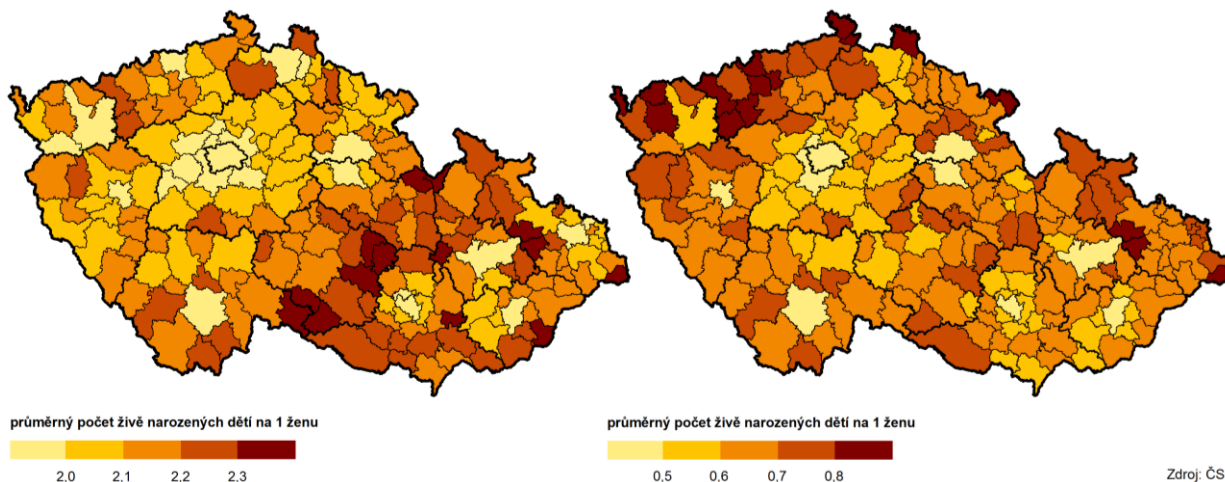 průměrný počet živě narozených dětí na 1 ženu
2.0 2.1 2.2 2.3
průměrný počet živě narozených dětí na 1 ženu
0,5 0,6 0,7 0,8
Zdroj: ČS